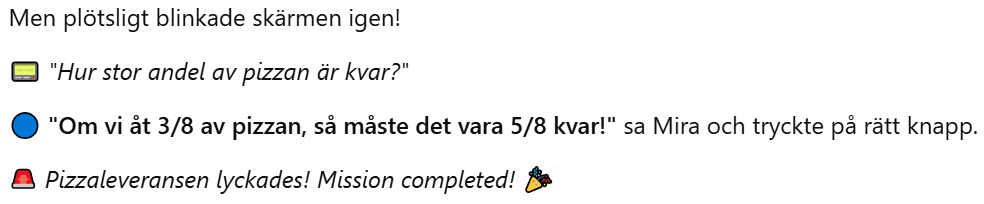 Men plötsligt blinkade skärmen igen!
📟 "Hur stor andel av pizzan är kvar?"
🔵 "Om vi åt 3/8 av pizzan, så måste det vara 5/8 kvar!" sa Mira och tryckte på rätt knapp.
🚨 Pizzaleveransen lyckades! Mission completed! 🎉